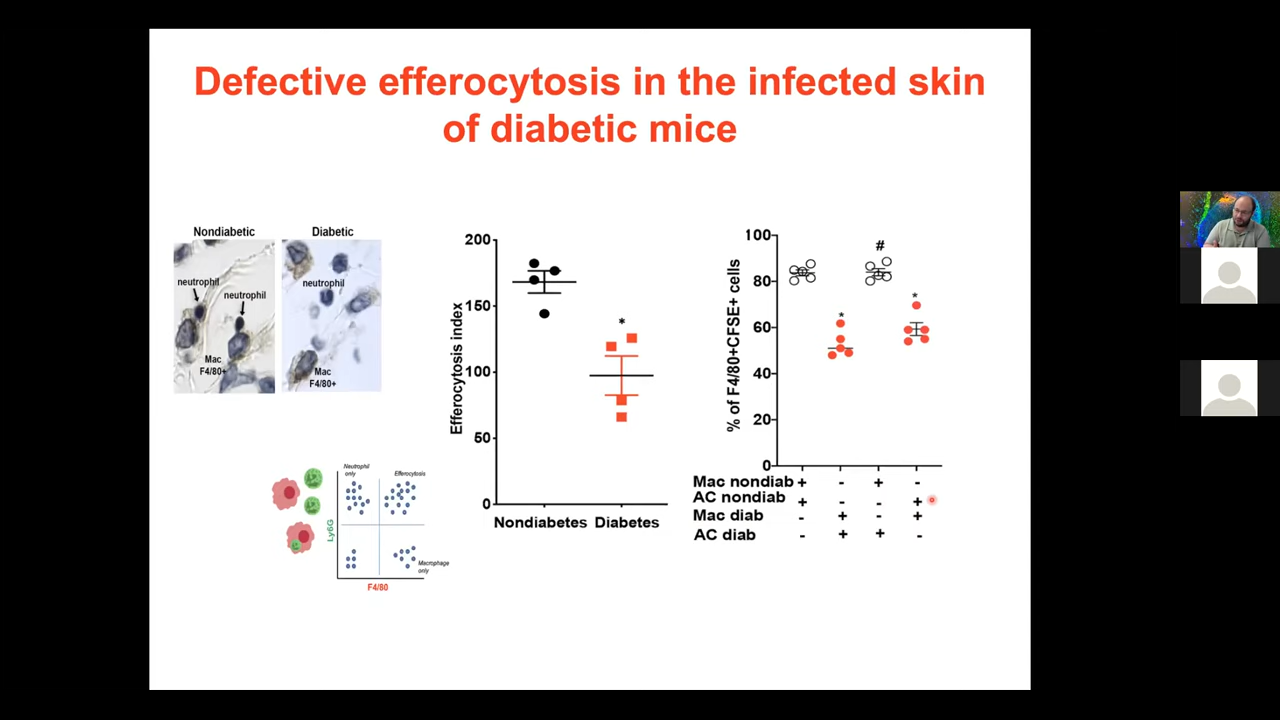 Defective efferocytosis in the infected skin
of diabetic mice
Nondiabetic
Diabetic
neutrophil
neutrophil
Mac
F4/80+
neutrophil
Mac
F4/80+
Neutrophil
only
Efferocytosis
Ly6G
Macrophage
only
F4/80
Efferocytosis index
200
150
100
50
0
*
Nondiabetes
Diabetes
% of F4/80+CFSE+ cells
100
80
60
40
20
0
*
#
*
Mac nondiab + - + -
AC nondiab + - - +
Mac diab - + - +
AC diab - + + -